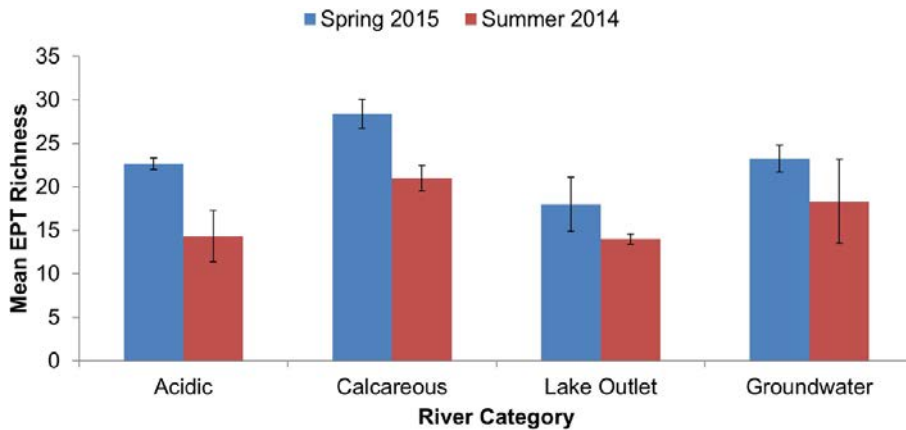 Spring 2015 Summer 2014
35
30
25
20
15
10
5
0
Mean EPT Richness
Acidic Calcareous Lake Outlet Groundwater
River Category